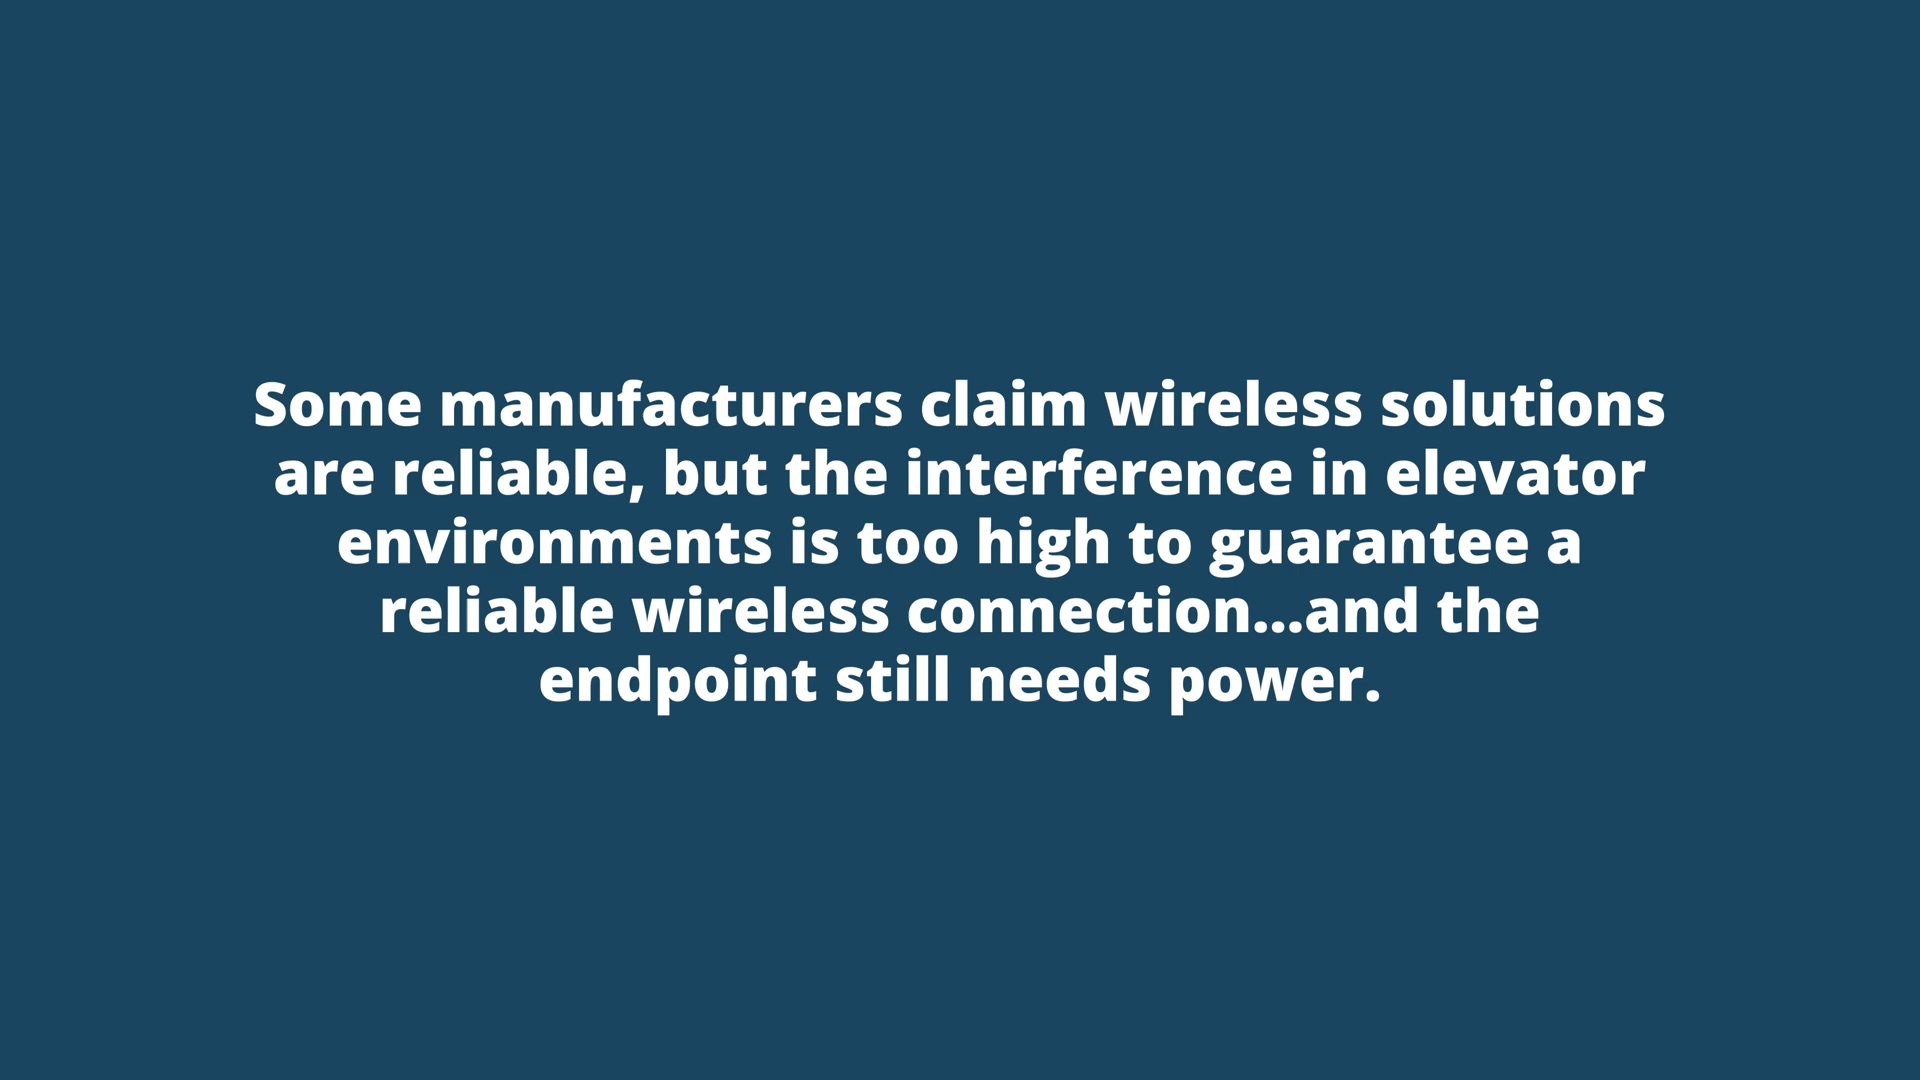 Some manufacturers claim wireless solutions
are reliable, but the interference in elevator
environments is too high to guarantee a
reliable wireless connection...and the
endpoint still needs power.